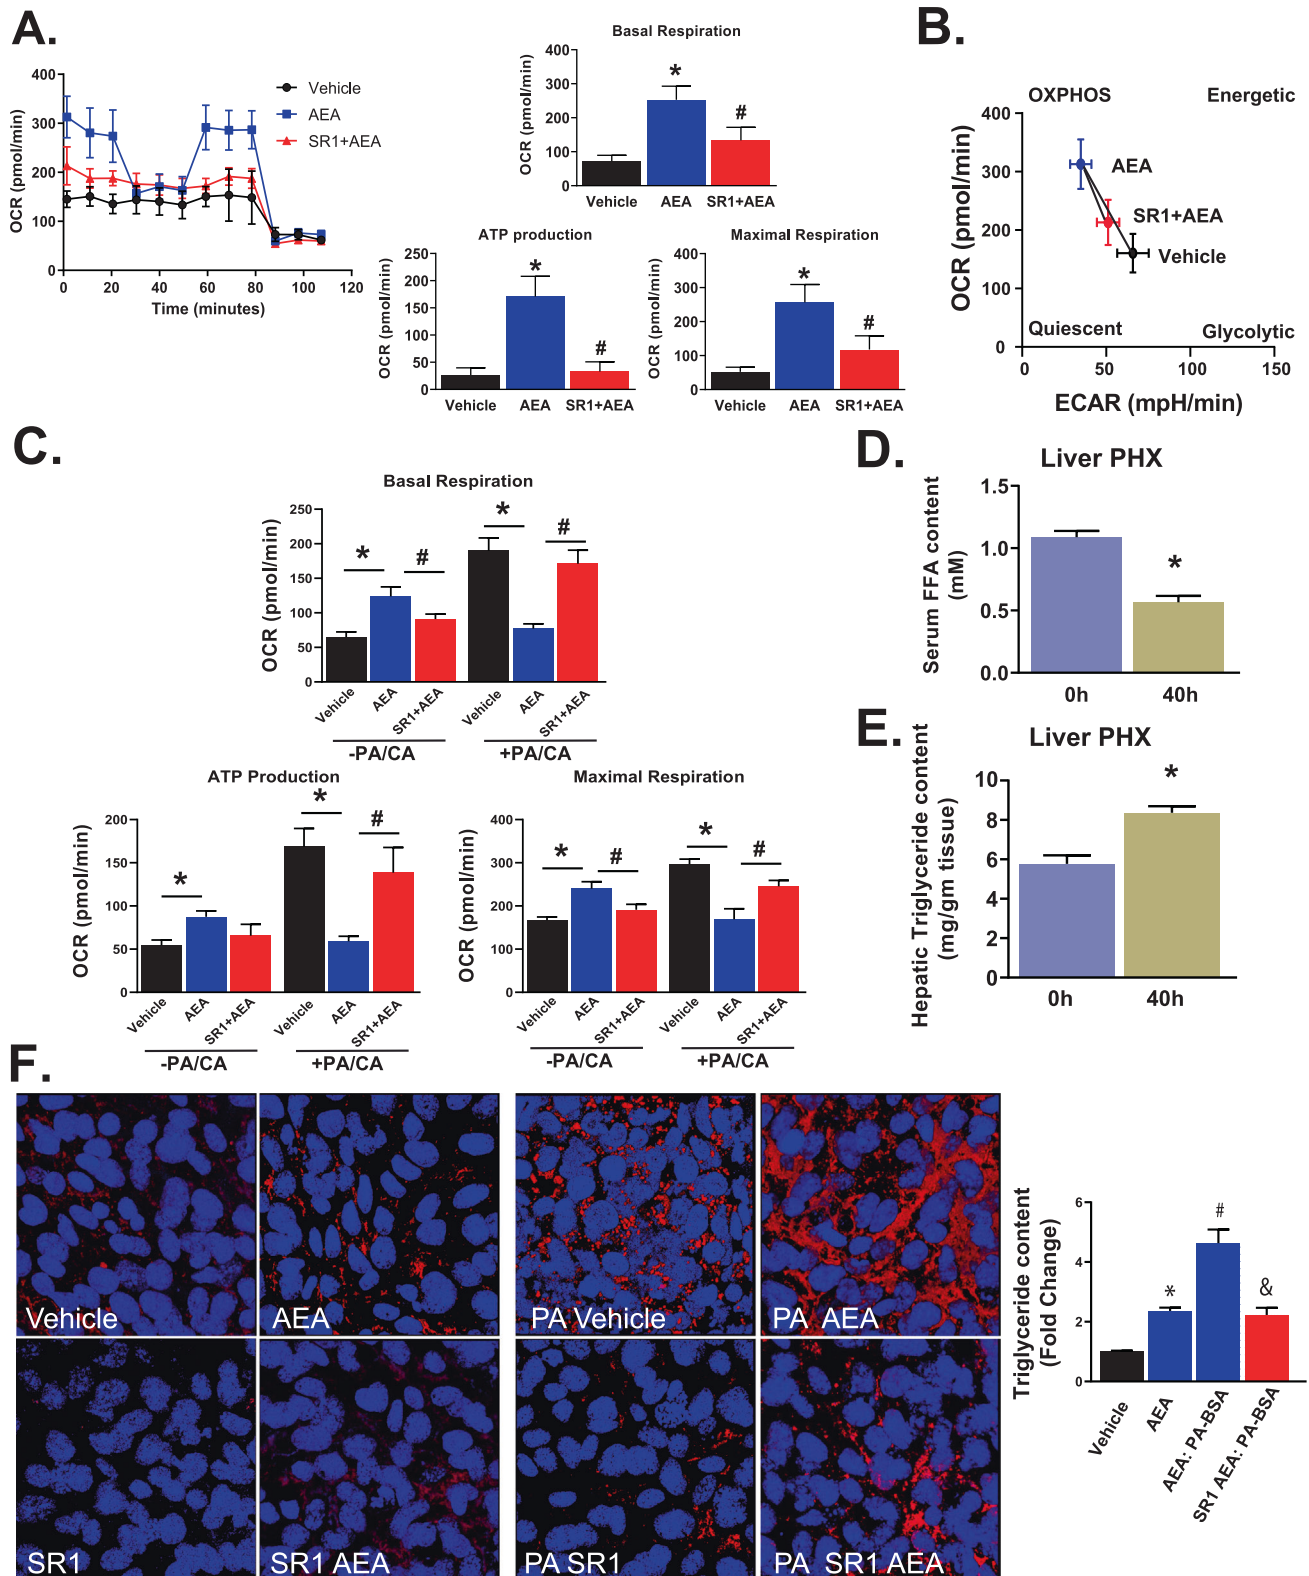 A.
Vehicle
AEA
SR1+AEA
OCR (pmol/min)
400
300
200
100
0
0 20 40 60 80 100 120
Time (minutes)
Basal Respiration
OCR (pmol/min)
400
300
200
100
0
*
#
Vehicle AEA SR1+AEA
ATP production
OCR (pmol/min)
250
200
150
100
50
0
*
#
Vehicle AEA SR1+AEA
Maximal Respiration
OCR (pmol/min)
400
300
200
100
0
*
#
Vehicle AEA SR1+AEA
B.
OXPHOS Energetic
OCR (pmol/min)
400
300
200
100
0
AEA
SR1+AEA
Vehicle
Quiescent Glycolytic
0 50 100 150
ECAR (mpH/min)
C.
Basal Respiration
OCR (pmol/min)
250
200
150
100
50
0
* # * #
Vehicle AEA SR1+AEA Vehicle AEA SR1+AEA
-PA/CA +PA/CA
ATP Production
OCR (pmol/min)
200
150
100
50
0
* * #
Vehicle AEA SR1+AEA Vehicle AEA SR1+AEA
-PA/CA +PA/CA
Maximal Respiration
OCR (pmol/min)
400
300
200
100
0
* # * #
Vehicle AEA SR1+AEA Vehicle AEA SR1+AEA
-PA/CA +PA/CA
D.
Liver PHX
Serum FFA content
(mM)
1.5
1.0
0.5
0.0
*
0h 40h
E.
Liver PHX
Hepatic Triglyceride content
(mg/gm tissue)
10
8
6
4
2
0
*
0h 40h
F.
Vehicle AEA PA Vehicle PA AEA
SR1 SR1 AEA PA SR1 PA SR1 AEA
Triglyceride content
(Fold Change)
6
4
2
0
* # &
Vehicle
AEA
AEA: PA-BSA
SR1 AEA: PA-BSA